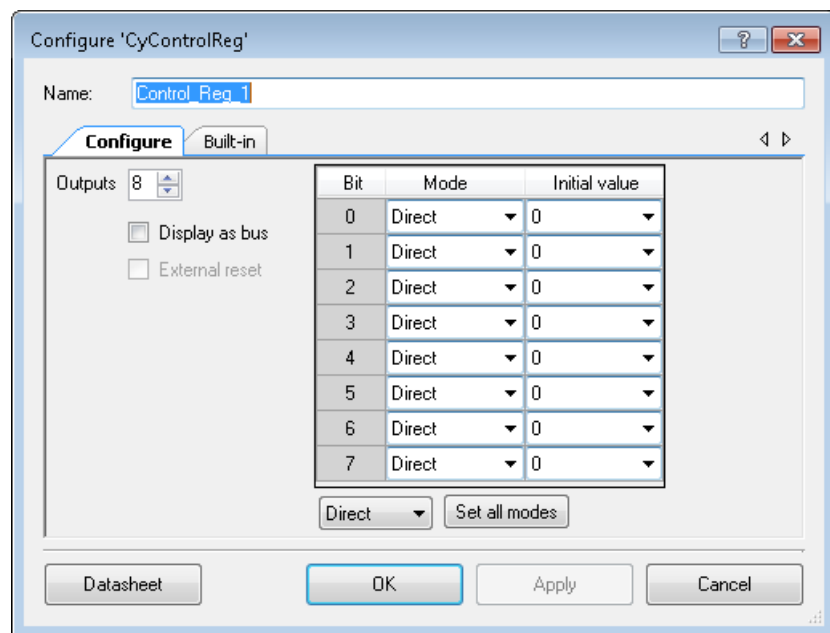 Configure 'CyControlReg'
Name: Control_Reg_1
Configure Built-in
Outputs 8
Display as bus
External reset
Bit Mode Initial value
0 Direct 0
1 Direct 0
2 Direct 0
3 Direct 0
4 Direct 0
5 Direct 0
6 Direct 0
7 Direct 0
Direct Set all modes
Datasheet OK Apply Cancel